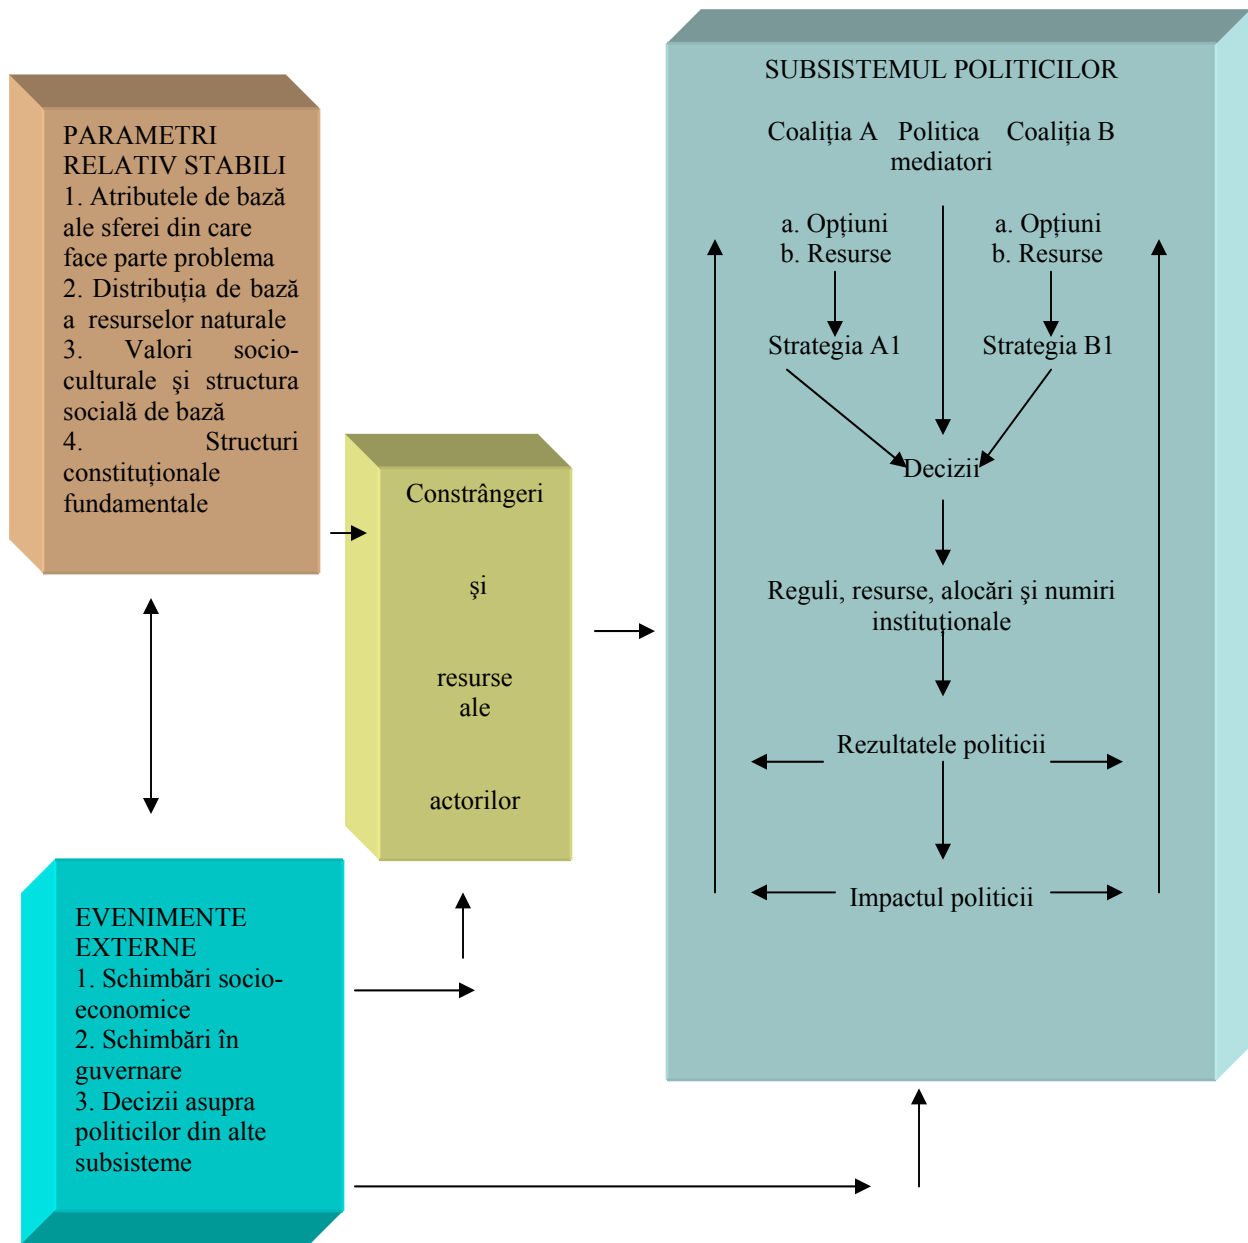 PARAMETRI
RELATIV STABILI
1. Atributele de bază
ale sferei din care
face parte problema
2. Distribuția de bază
a resurselor naturale
3. Valori socio-
culturale şi structura
socială de bază
4. Structuri
constituționale
fundamentale
Constrângeri
şi
resurse
ale
actorilor
EVENIMENTE
EXTERNE
1. Schimbări socio-
economice
2. Schimbări în
guvernare
3. Decizii asupra
politicilor din alte
subsisteme
SUBSISTEMUL POLITICILOR
Coaliția A Politica Coaliția B
mediatori
a. Opțiuni a. Opțiuni
b. Resurse b. Resurse
Strategia A1 Strategia B1
Decizii
Reguli, resurse, alocări şi numiri
instituționale
Rezultatele politicii
Impactul politicii